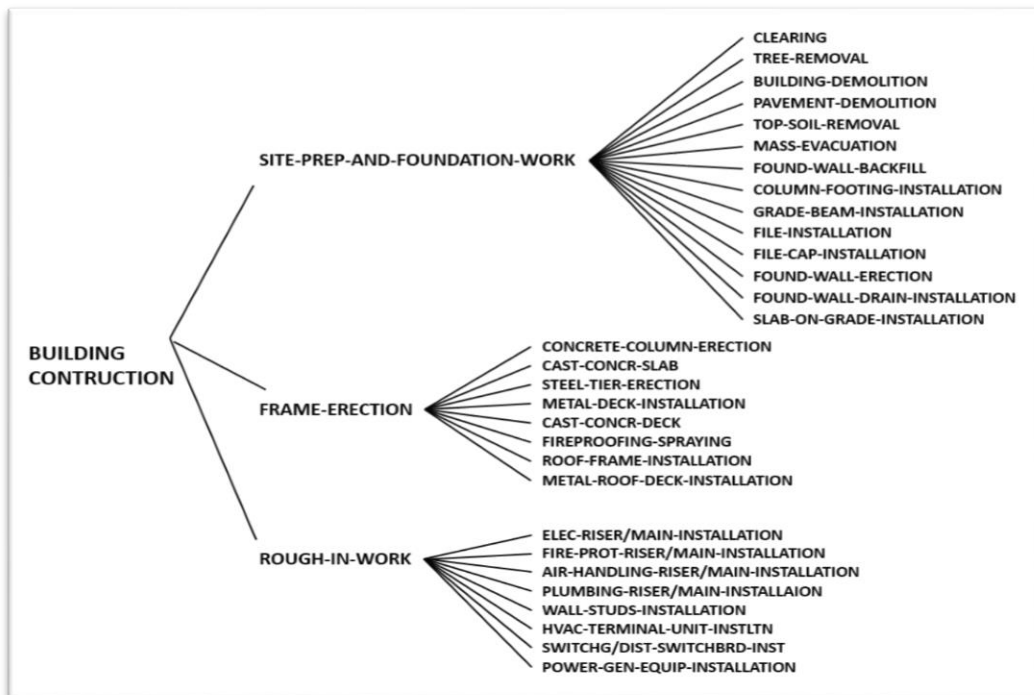 CLEARING
TREE-REMOVAL
BUILDING-DEMOLITION
PAVEMENT-DEMOLITION
TOP-SOIL-REMOVAL
MASS-EVACUATION
SITE-PREP-AND-FOUNDATION-WORK
FOUND-WALL-BACKFILL
COLUMN-FOOTING-INSTALLATION
GRADE-BEAM-INSTALLATION
FILE-INSTALLATION
FILE-CAP-INSTALLATION
FOUND-WALL-ERECTION
FOUND-WALL-DRAIN-INSTALLATION
SLAB-ON-GRADE-INSTALLATION
BUILDING
CONTRUCTION
CONCRETE-COLUMN-ERECTION
CAST-CONCR-SLAB
STEEL-TIER-ERECTION
METAL-DECK-INSTALLATION
FRAME-ERECTION
CAST-CONCR-DECK
FIREPROOFING-SPRAYING
ROOF-FRAME-INSTALLATION
METAL-ROOF-DECK-INSTALLATION
ELEC-RISER/MAIN-INSTALLATION
FIRE-PROT-RISER/MAIN-INSTALLATION
ROUGH-IN-WORK
AIR-HANDLING-RISER/MAIN-INSTALLATION
PLUMBING-RISER/MAIN-INSTALLAION
WALL-STUDS-INSTALLATION
HVAC-TERMINAL-UNIT-INSTLTN
SWITCHG/DIST-SWITCHBRD-INST
POWER-GEN-EQUIP-INSTALLATION